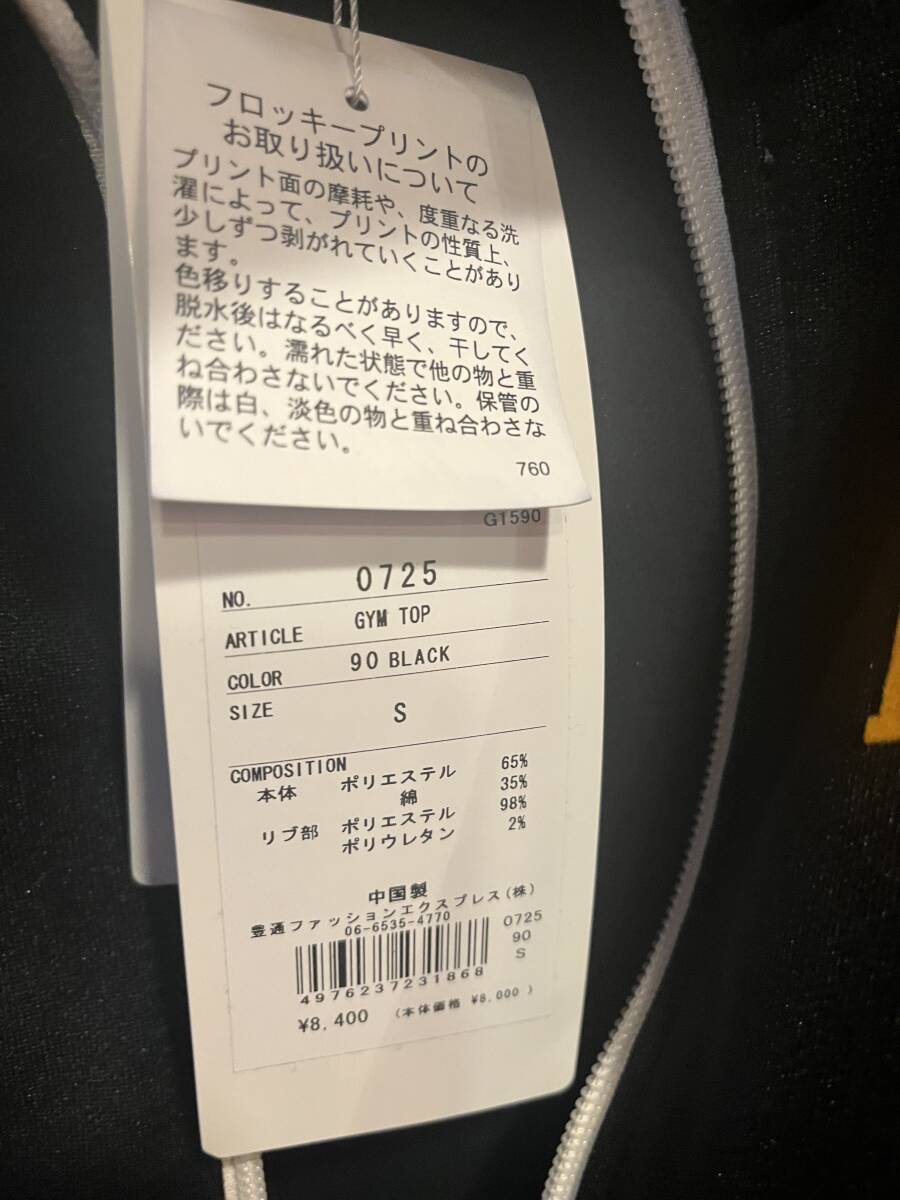 フロッキープリントの
お取り扱いについて
プリント面の摩耗や、度重なる洗
濯によって、プリントの性質上、
少しずつ剥がれていくことがあり
ます。
色移りすることがありますので、
脱水後はなるべく早く、干してく
ださい。濡れた状態で他の物と重
ね合わさないでください。保管の
際は白、淡色の物と重ね合わさな
いでください。
760
G1590
NO. 0725
ARTICLE GYM TOP
COLOR 90 BLACK
SIZE S
COMPOSITION
本体 ポリエステル 65%
綿 35%
リブ部 ポリエステル 98%
ポリウレタン 2%
中国製
豊通ファッションエクスプレス(株)
06-6535-4770
0725
90
S
4976237231868
¥8,400 (本体価格 ¥8,000 )